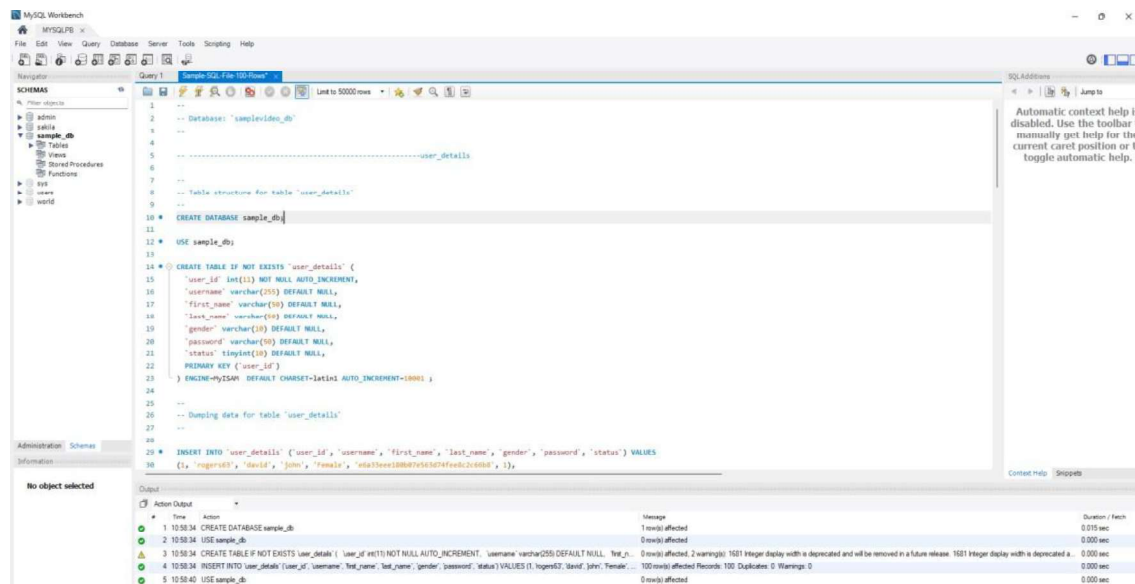 MySQL Workbench
MYSQLPB ×
File Edit View Query Database Server Tools Scripting Help
Navigator
SCHEMAS
Filter objects
admin
sakila
sample_db
Tables
Views
Stored Procedures
Functions
sys
users
world
Administration Schemas
Information
No object selected
Query 1 Sample-SQL-File-100-Rows* ×
Limit to 50000 rows
1 --
2 -- Database: `samplevideo_db`
3 --
4
5 -- --------------------------------------------------------user_details
6
7 --
8 -- Table structure for table `user_details`
9 --
10 CREATE DATABASE sample_db;
11
12 USE sample_db;
13
14 CREATE TABLE IF NOT EXISTS `user_details` (
15 `user_id` int(11) NOT NULL AUTO_INCREMENT,
16 `username` varchar(255) DEFAULT NULL,
17 `first_name` varchar(50) DEFAULT NULL,
18 `last_name` varchar(50) DEFAULT NULL,
19 `gender` varchar(10) DEFAULT NULL,
20 `password` varchar(50) DEFAULT NULL,
21 `status` tinyint(10) DEFAULT NULL,
22 PRIMARY KEY (`user_id`)
23 ) ENGINE=MyISAM DEFAULT CHARSET=latin1 AUTO_INCREMENT=10001 ;
24
25 --
26 -- Dumping data for table `user_details`
27 --
28
29 INSERT INTO `user_details` (`user_id`, `username`, `first_name`, `last_name`, `gender`, `password`, `status`) VALUES
30 (1, 'rogers63', 'david', 'john', 'Female', 1),
SQLAdditions
Jump to
Automatic context help i
disabled. Use the toolbar
manually get help for the
current caret position or t
toggle automatic help.
Context Help Snippets
Output
Action Output
# Time Action Message Duration / Fetch
1 10:58:34 CREATE DATABASE sample_db 1 row(s) affected 0.015 sec
2 10:58:34 USE sample_db 0 row(s) affected 0.000 sec
3 10:58:34 CREATE TABLE IF NOT EXISTS `user_details` ( `user_id` int(11) NOT NULL AUTO_INCREMENT, `username` varchar(255) DEFAULT NULL, `first_n... 0 row(s) affected, 2 warning(s): 1681 Integer display width is deprecated and will be removed in a future release. 1681 Integer display width is deprecated a... 0.000 sec
4 10:58:34 INSERT INTO `user_details` (`user_id`, `username`, `first_name`, `last_name`, `gender`, `password`, `status`) VALUES (1, 'rogers63', 'david', 'john', 'Female',... 100 row(s) affected Records: 100 Duplicates: 0 Warnings: 0 0.000 sec
5 10:58:40 USE sample_db 0 row(s) affected 0.000 sec